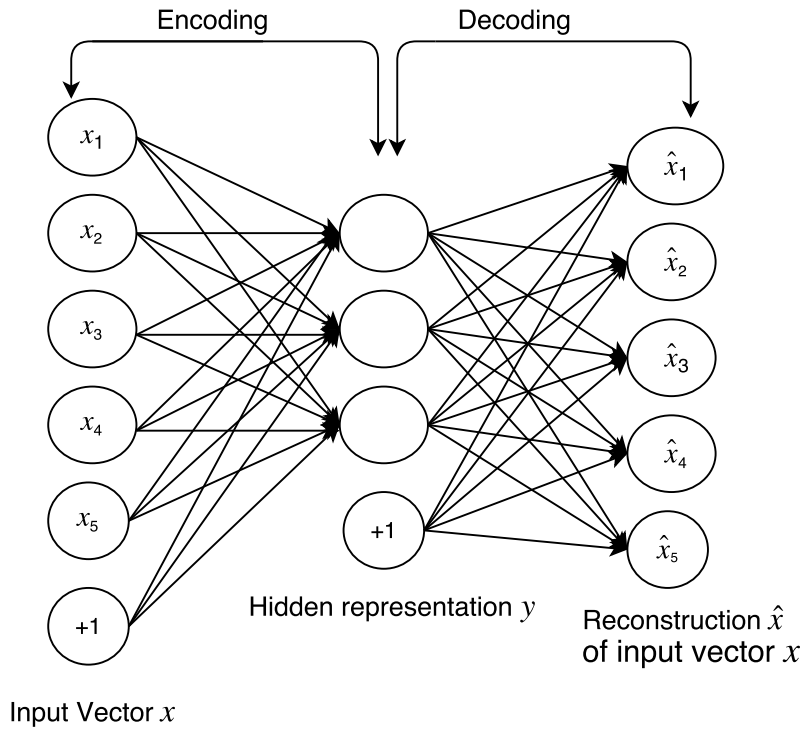 Encoding
Decoding
x₁
x₂
x₃
x₄
x₅
+1
+1
x̂₁
x̂₂
x̂₃
x̂₄
x̂₅
Hidden representation y
Reconstruction x̂
of input vector x
Input Vector x